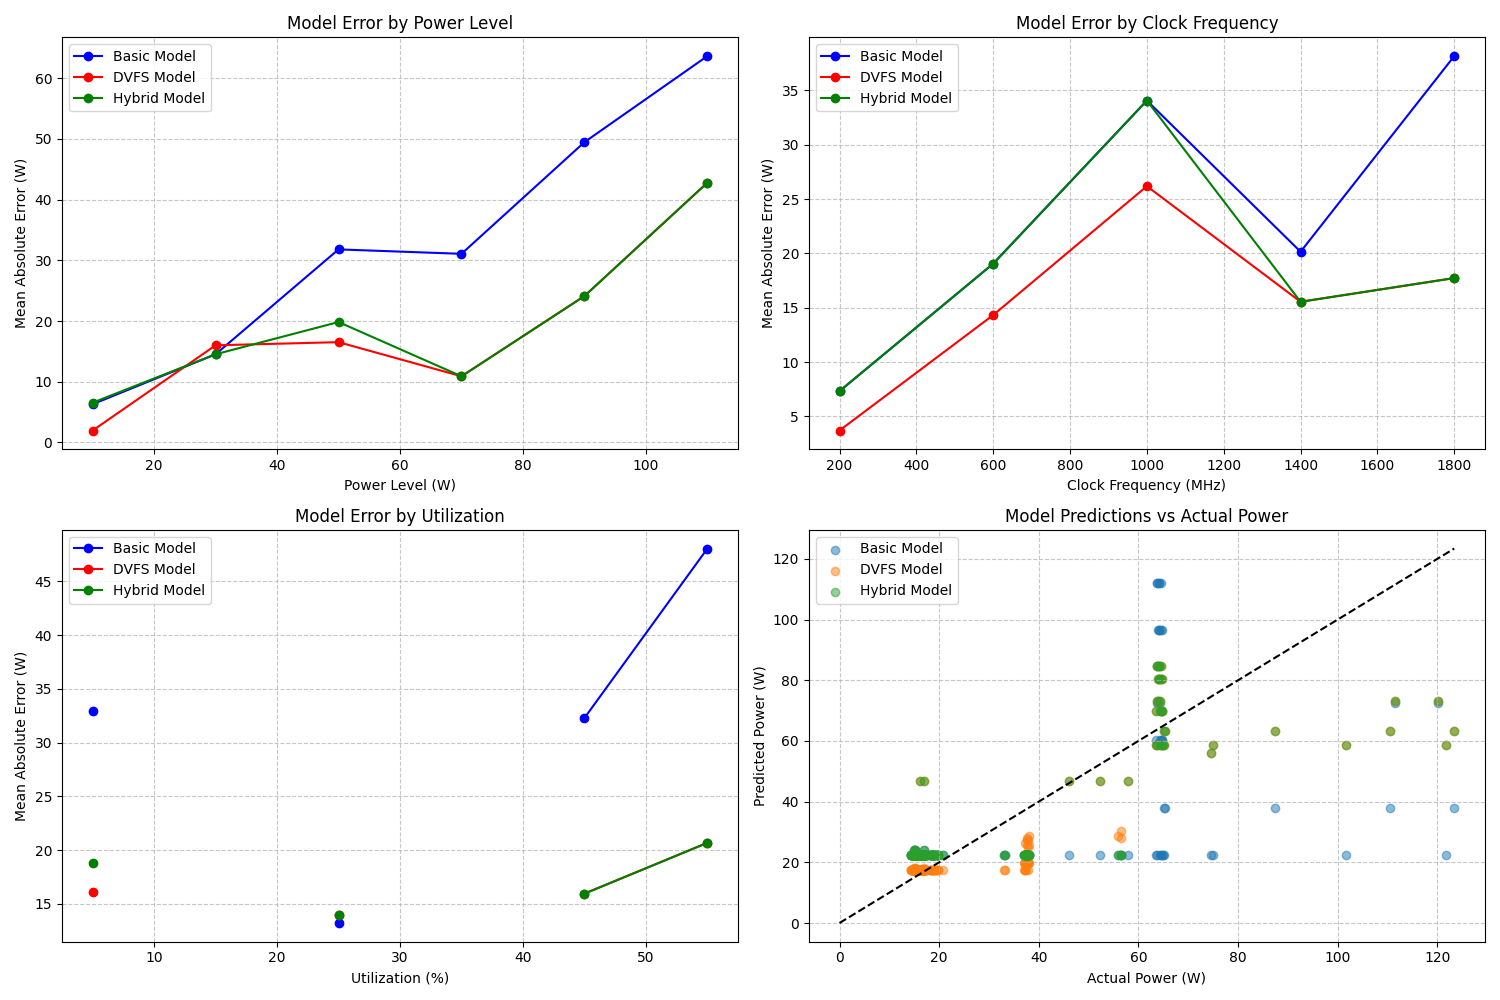 Model Error by Power Level
Basic Model
DVFS Model
Hybrid Model
Mean Absolute Error (W)
60
50
40
30
20
10
0
20 40 60 80 100
Power Level (W)
Model Error by Clock Frequency
Basic Model
DVFS Model
Hybrid Model
Mean Absolute Error (W)
35
30
25
20
15
10
5
200 400 600 800 1000 1200 1400 1600 1800
Clock Frequency (MHz)
Model Error by Utilization
Basic Model
DVFS Model
Hybrid Model
Mean Absolute Error (W)
45
40
35
30
25
20
15
10 20 30 40 50
Utilization (%)
Model Predictions vs Actual Power
Basic Model
DVFS Model
Hybrid Model
Predicted Power (W)
120
100
80
60
40
20
0
0 20 40 60 80 100 120
Actual Power (W)